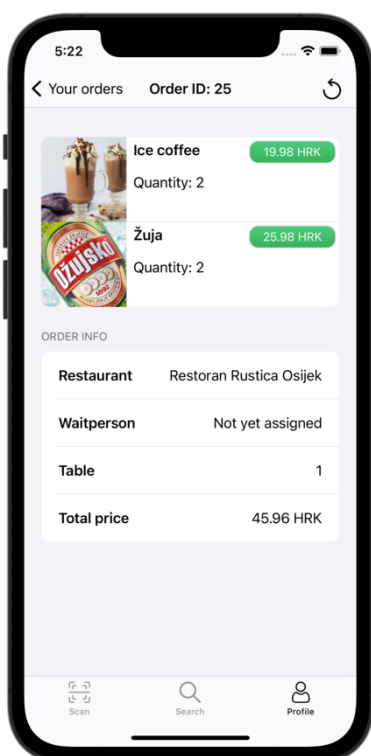 5:22
Your orders
Order ID: 25
Ice coffee
19.98 HRK
Quantity: 2
OŽUJSKO
Žuja
25.98 HRK
Quantity: 2
ORDER INFO
Restaurant Restoran Rustica Osijek
Waitperson Not yet assigned
Table 1
Total price 45.96 HRK
Scan
Search
Profile